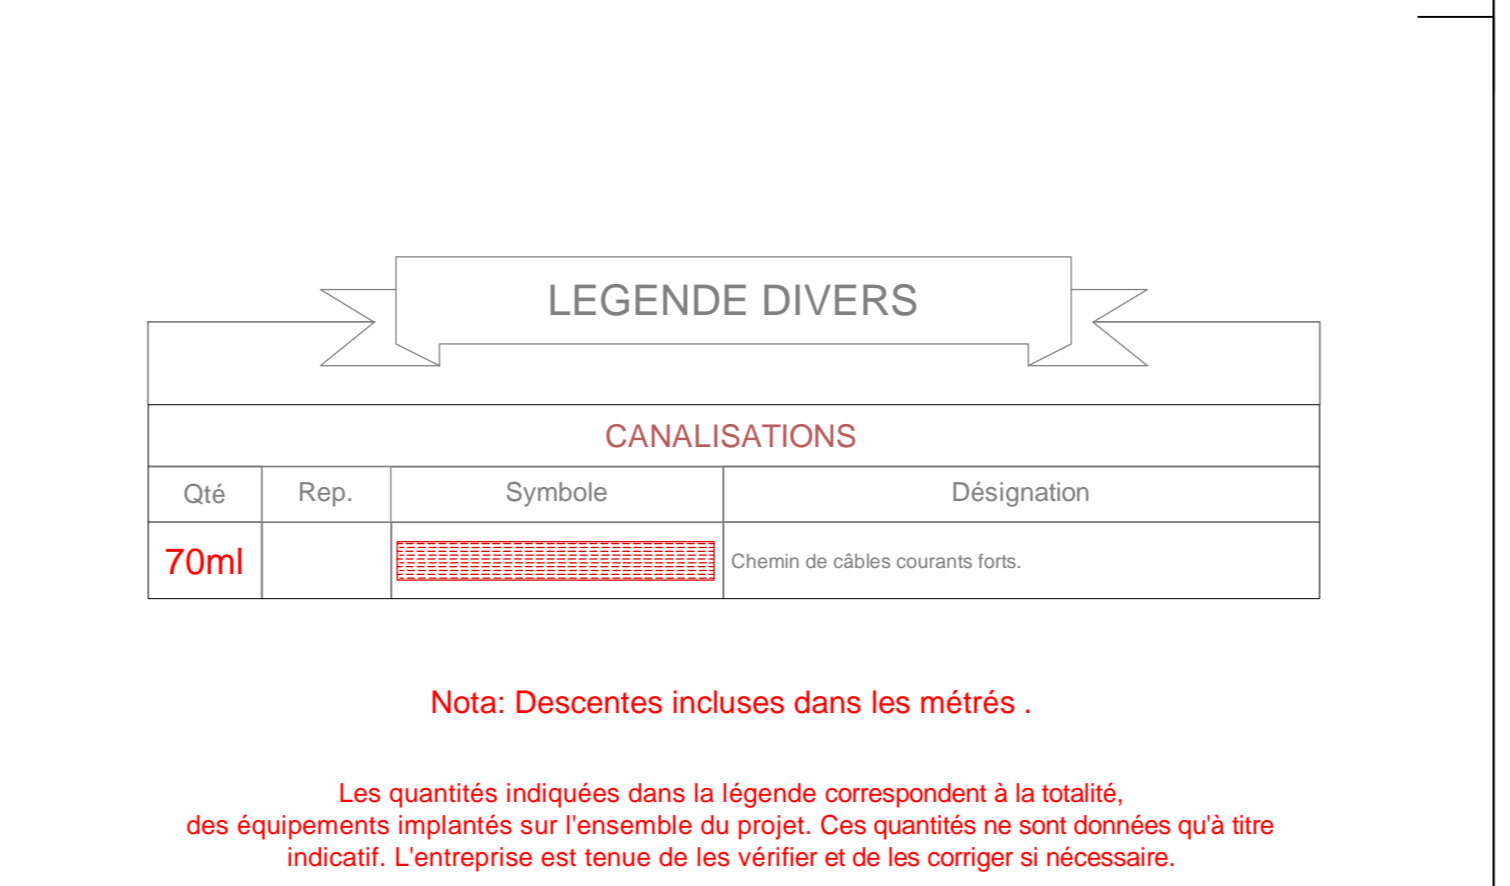 LEGENDE DIVERS
CANALISATIONS
Qté Rep. Symbole Désignation
70ml Chemin de câbles courants forts.
Nota: Descentes incluses dans les métrés .
Les quantités indiquées dans la légende correspondent à la totalité,
des équipements implantés sur l'ensemble du projet. Ces quantités ne sont données qu'à titre
indicatif. L'entreprise est tenue de les vérifier et de les corriger si nécessaire.